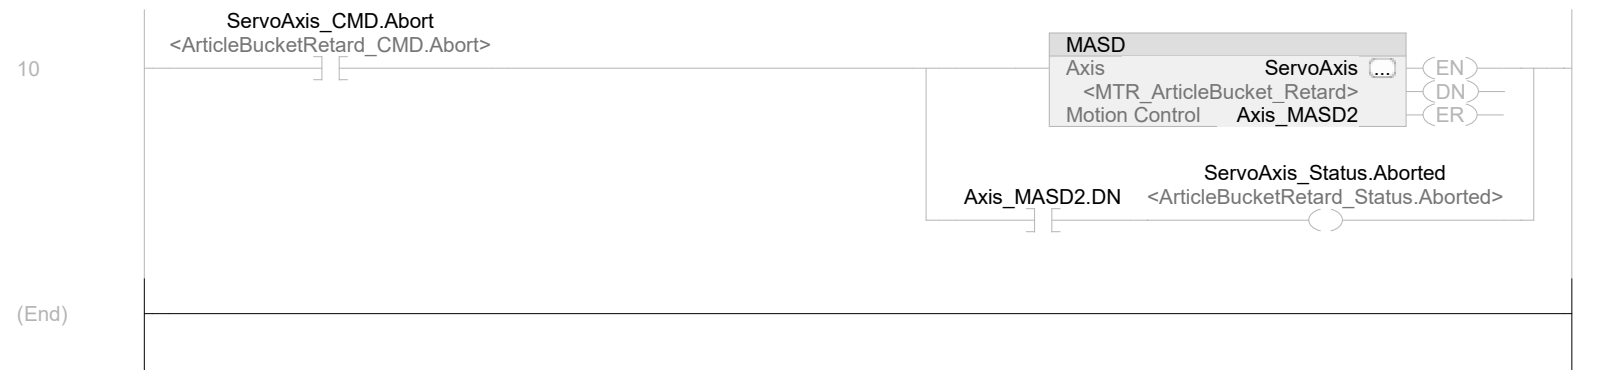 ServoAxis_CMD.Abort
<ArticleBucketRetard_CMD.Abort>
10
MASD
Axis ServoAxis ...
<MTR_ArticleBucket_Retard>
Motion Control Axis_MASD2
EN
DN
ER
ServoAxis_Status.Aborted
Axis_MASD2.DN <ArticleBucketRetard_Status.Aborted>
(End)